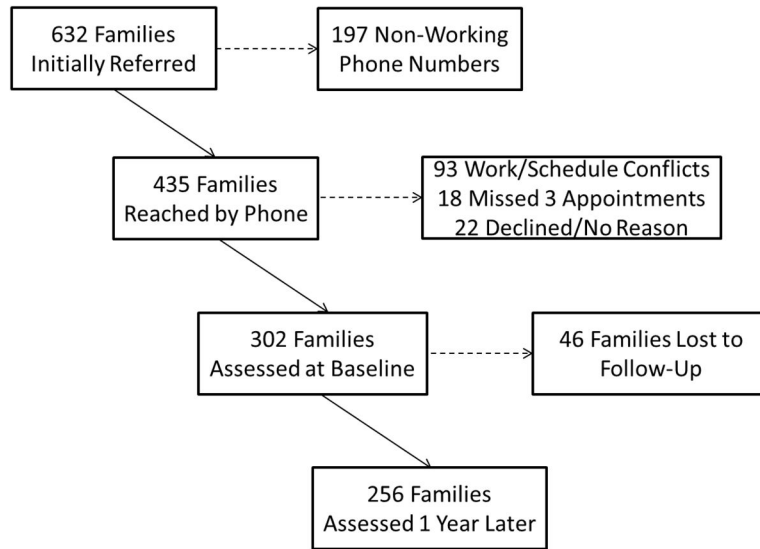 632 Families
Initially Referred
197 Non-Working
Phone Numbers
435 Families
Reached by Phone
93 Work/Schedule Conflicts
18 Missed 3 Appointments
22 Declined/No Reason
302 Families
Assessed at Baseline
46 Families Lost to
Follow-Up
256 Families
Assessed 1 Year Later